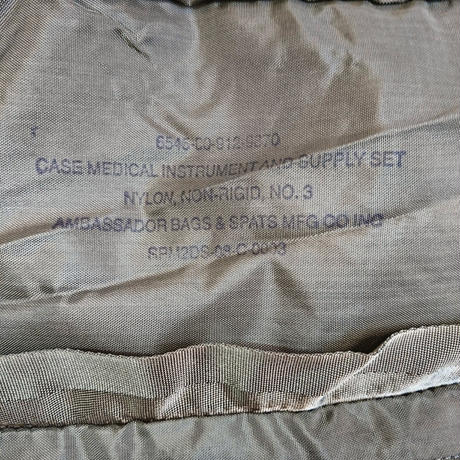 6545-00-912-9870
CASE MEDICAL INSTRUMENT AND SUPPLY SET
NYLON, NON-RIGID, NO. 3
AMBASSADOR BAGS & SPATS MFG CO INC